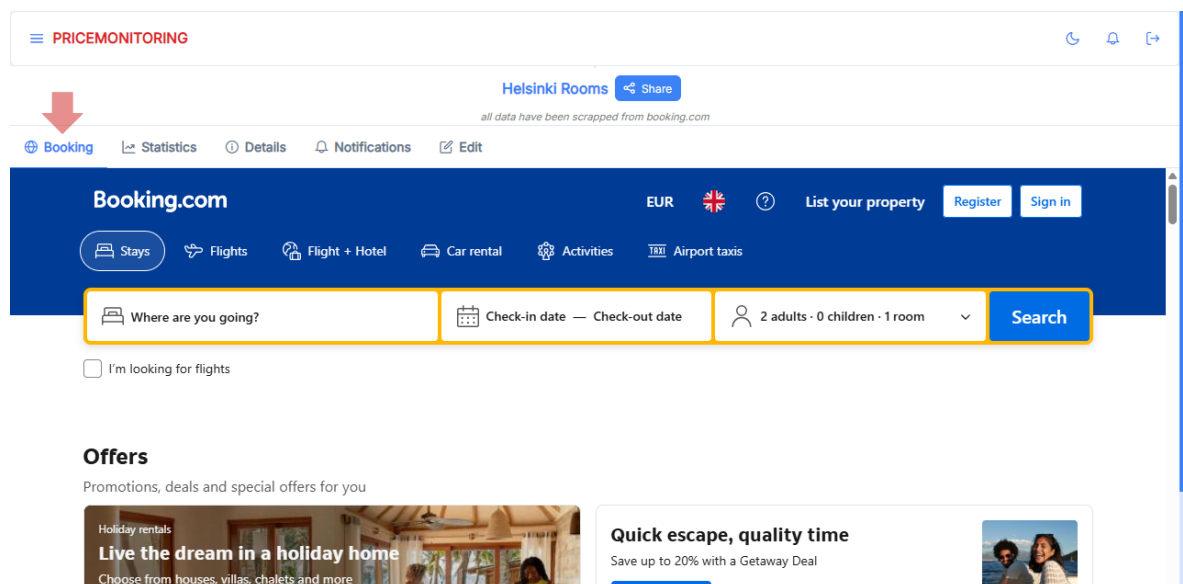 PRICEMONITORING
Helsinki Rooms Share
all data have been scrapped from booking.com
Booking Statistics Details Notifications Edit
Booking.com EUR List your property Register Sign in
Stays Flights Flight + Hotel Car rental Activities TAXI Airport taxis
Where are you going? Check-in date — Check-out date 2 adults · 0 children · 1 room Search
I'm looking for flights
Offers
Promotions, deals and special offers for you
Holiday rentals
Live the dream in a holiday home
Choose from houses, villas, chalets and more
Quick escape, quality time
Save up to 20% with a Getaway Deal